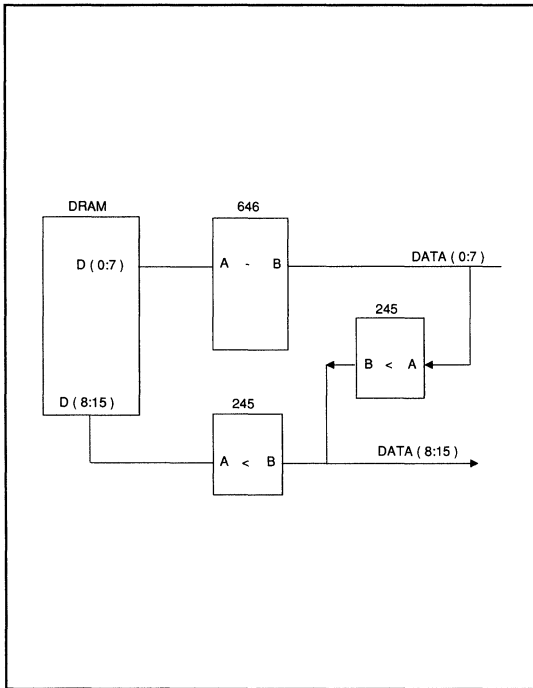 DRAM
646
D ( 0:7 )
A - B
DATA ( 0:7 )
245
B < A
D ( 8:15 )
245
A < B
DATA ( 8:15 )